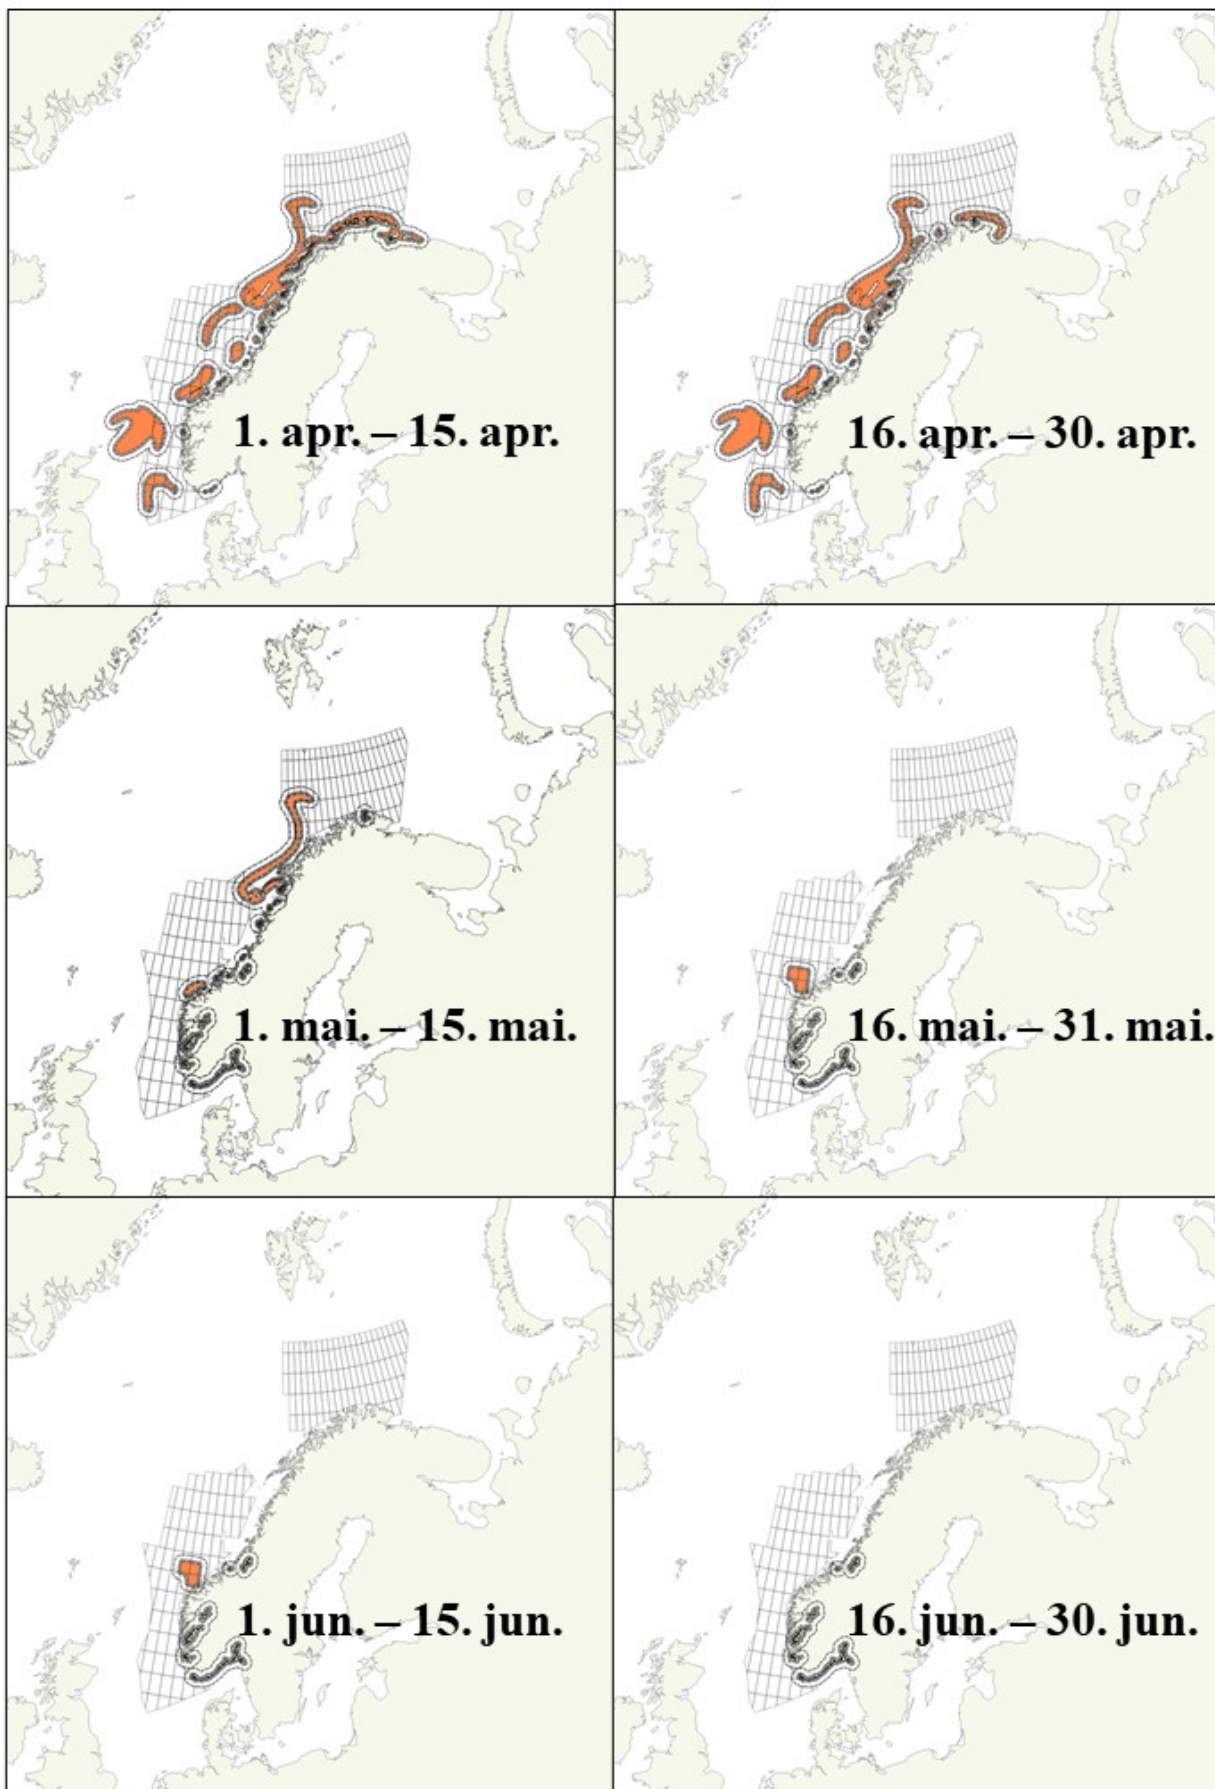 1. apr. – 15. apr.
16. apr. – 30. apr.
1. mai. – 15. mai.
16. mai. – 31. mai.
1. jun. – 15. jun.
16. jun. – 30. jun.